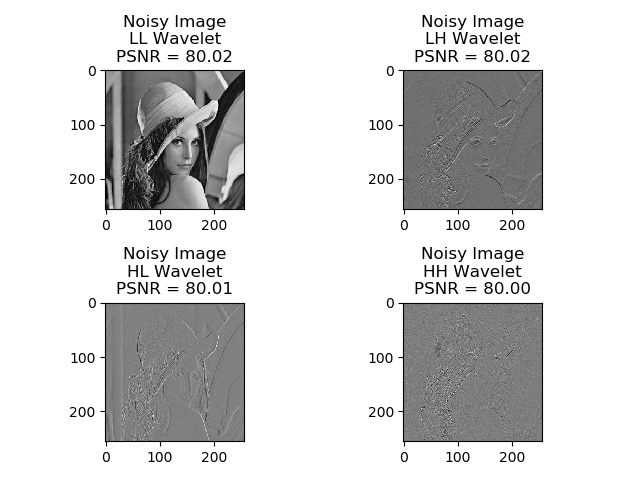 Noisy Image
LL Wavelet
PSNR = 80.02
0
100
200
0 100 200
Noisy Image
LH Wavelet
PSNR = 80.02
0
100
200
0 100 200
Noisy Image
HL Wavelet
PSNR = 80.01
0
100
200
0 100 200
Noisy Image
HH Wavelet
PSNR = 80.00
0
100
200
0 100 200